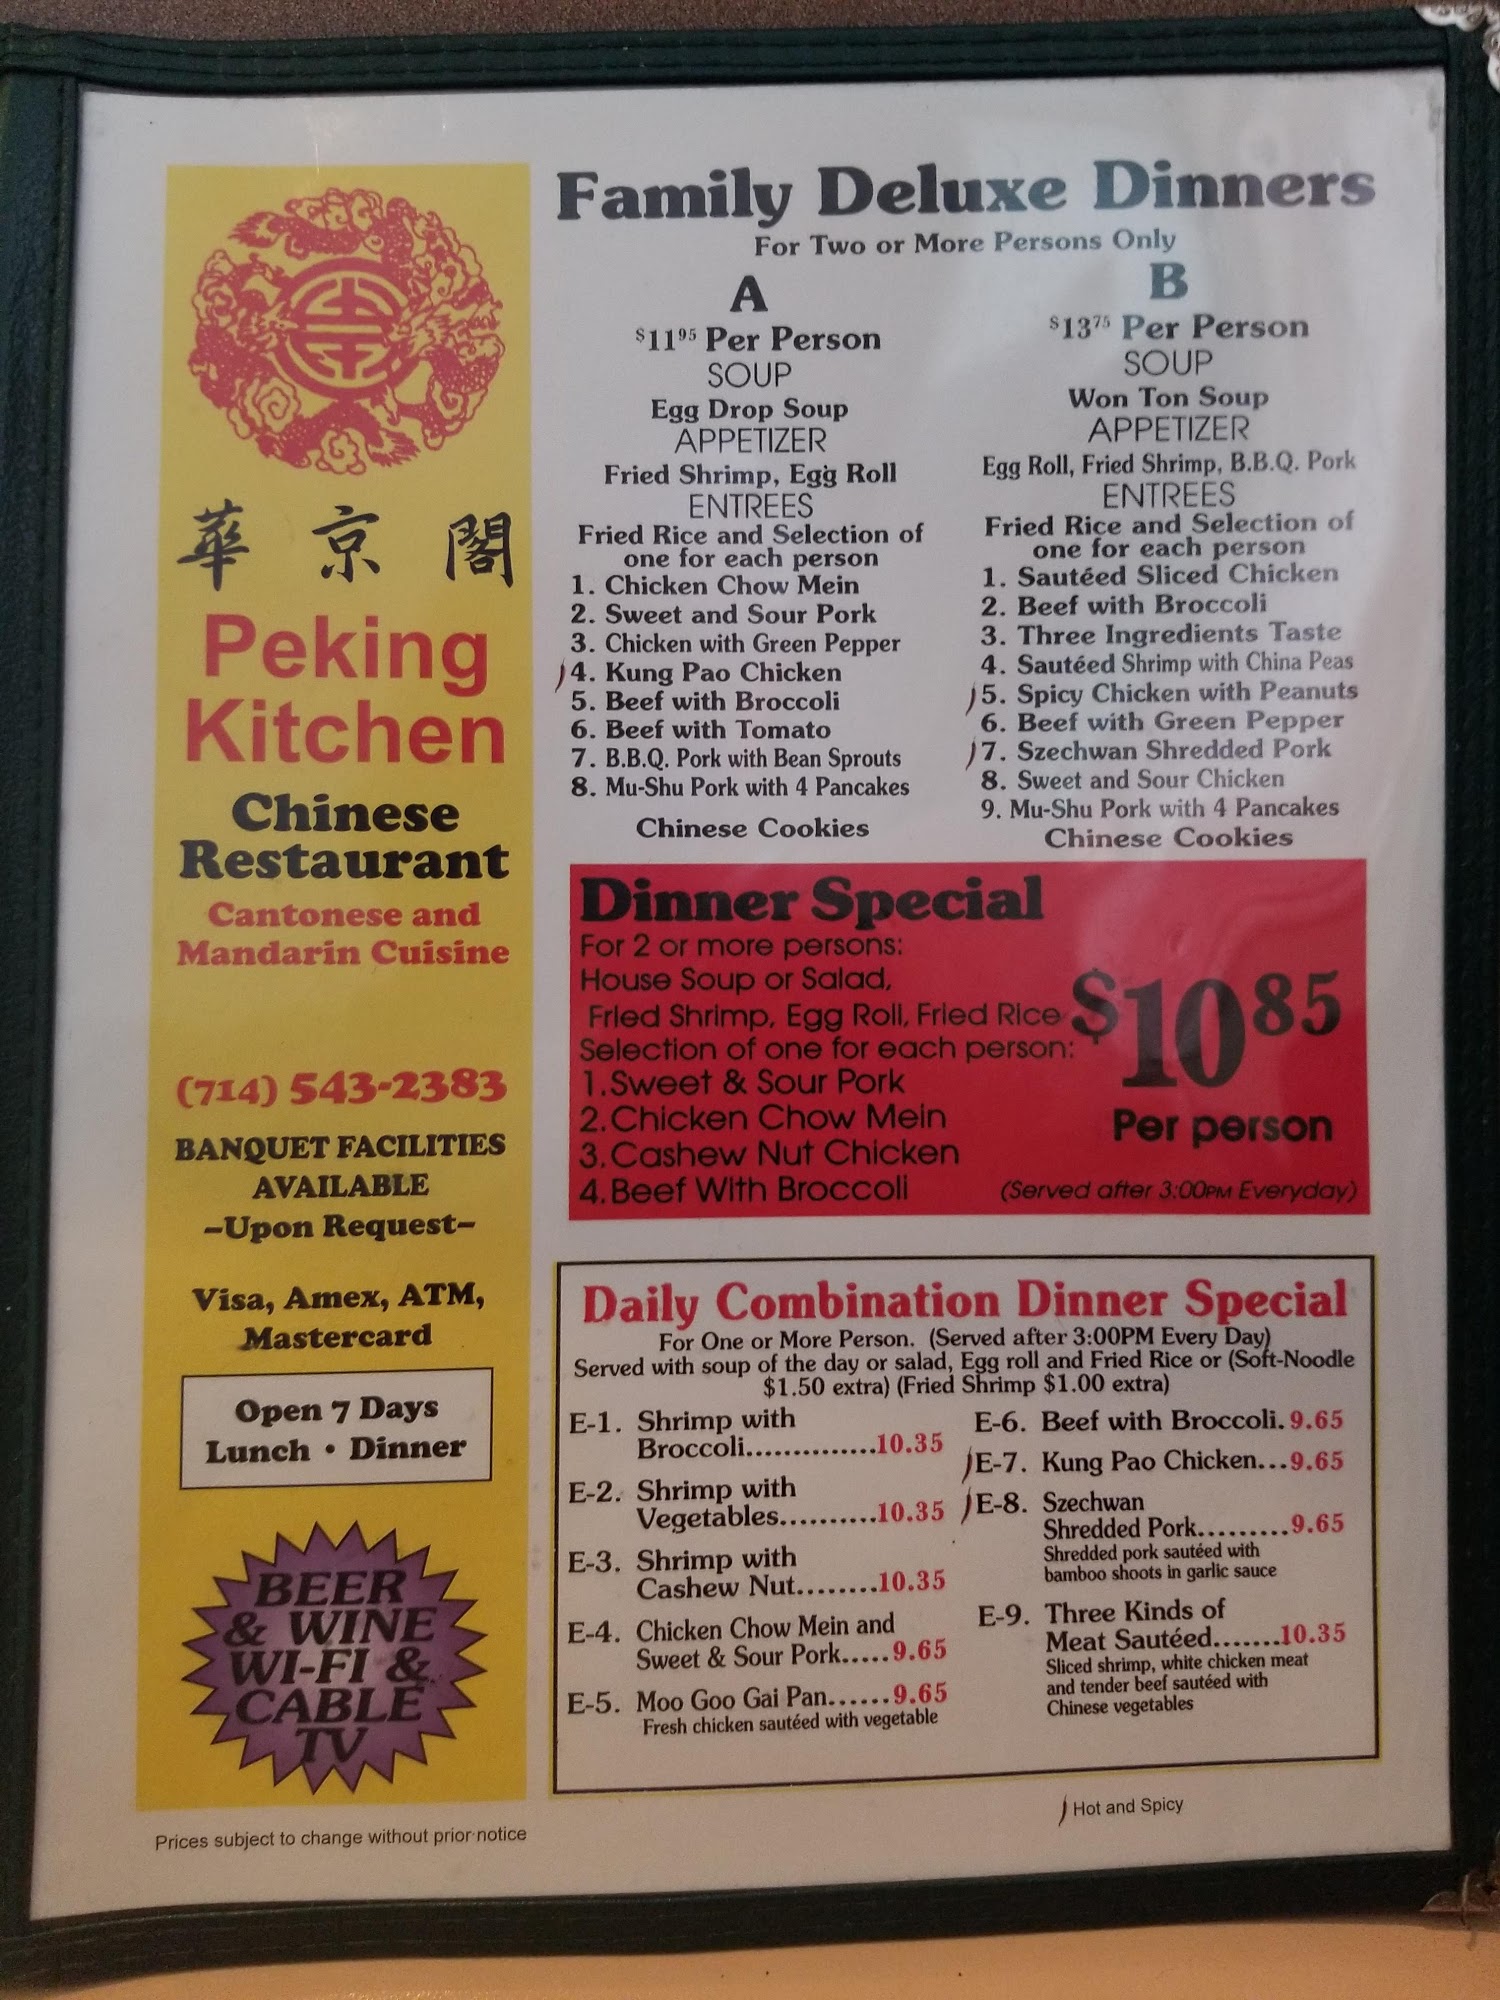 華 京 閣
Peking
Kitchen
Chinese
Restaurant
Cantonese and
Mandarin Cuisine
(714) 543-2383
BANQUET FACILITIES
AVAILABLE
~Upon Request~
Visa, Amex, ATM,
Mastercard
Open 7 Days
Lunch • Dinner
BEER
& WINE
WI-FI &
CABLE
TV
Prices subject to change without prior notice
Family Deluxe Dinners
For Two or More Persons Only
A
$11⁹⁵ Per Person
SOUP
Egg Drop Soup
APPETIZER
Fried Shrimp, Egg Roll
ENTREES
Fried Rice and Selection of
one for each person
1. Chicken Chow Mein
2. Sweet and Sour Pork
3. Chicken with Green Pepper
4. Kung Pao Chicken
5. Beef with Broccoli
6. Beef with Tomato
7. B.B.Q. Pork with Bean Sprouts
8. Mu-Shu Pork with 4 Pancakes
Chinese Cookies
B
$13⁷⁵ Per Person
SOUP
Won Ton Soup
APPETIZER
Egg Roll, Fried Shrimp, B.B.Q. Pork
ENTREES
Fried Rice and Selection of
one for each person
1. Sautéed Sliced Chicken
2. Beef with Broccoli
3. Three Ingredients Taste
4. Sautéed Shrimp with China Peas
5. Spicy Chicken with Peanuts
6. Beef with Green Pepper
7. Szechwan Shredded Pork
8. Sweet and Sour Chicken
9. Mu-Shu Pork with 4 Pancakes
Chinese Cookies
Dinner Special
For 2 or more persons:
House Soup or Salad,
Fried Shrimp, Egg Roll, Fried Rice
Selection of one for each person:
1. Sweet & Sour Pork
2. Chicken Chow Mein
3. Cashew Nut Chicken
4. Beef With Broccoli
$10⁸⁵
Per person
(Served after 3:00PM Everyday)
Daily Combination Dinner Special
For One or More Person. (Served after 3:00PM Every Day)
Served with soup of the day or salad, Egg roll and Fried Rice or (Soft-Noodle
$1.50 extra) (Fried Shrimp $1.00 extra)
E-1. Shrimp with
Broccoli..............10.35
E-2. Shrimp with
Vegetables..........10.35
E-3. Shrimp with
Cashew Nut........10.35
E-4. Chicken Chow Mein and
Sweet & Sour Pork.....9.65
E-5. Moo Goo Gai Pan......9.65
Fresh chicken sautéed with vegetable
E-6. Beef with Broccoli. 9.65
E-7. Kung Pao Chicken...9.65
E-8. Szechwan
Shredded Pork.........9.65
Shredded pork sautéed with
bamboo shoots in garlic sauce
E-9. Three Kinds of
Meat Sautéed.......10.35
Sliced shrimp, white chicken meat
and tender beef sautéed with
Chinese vegetables
Hot and Spicy